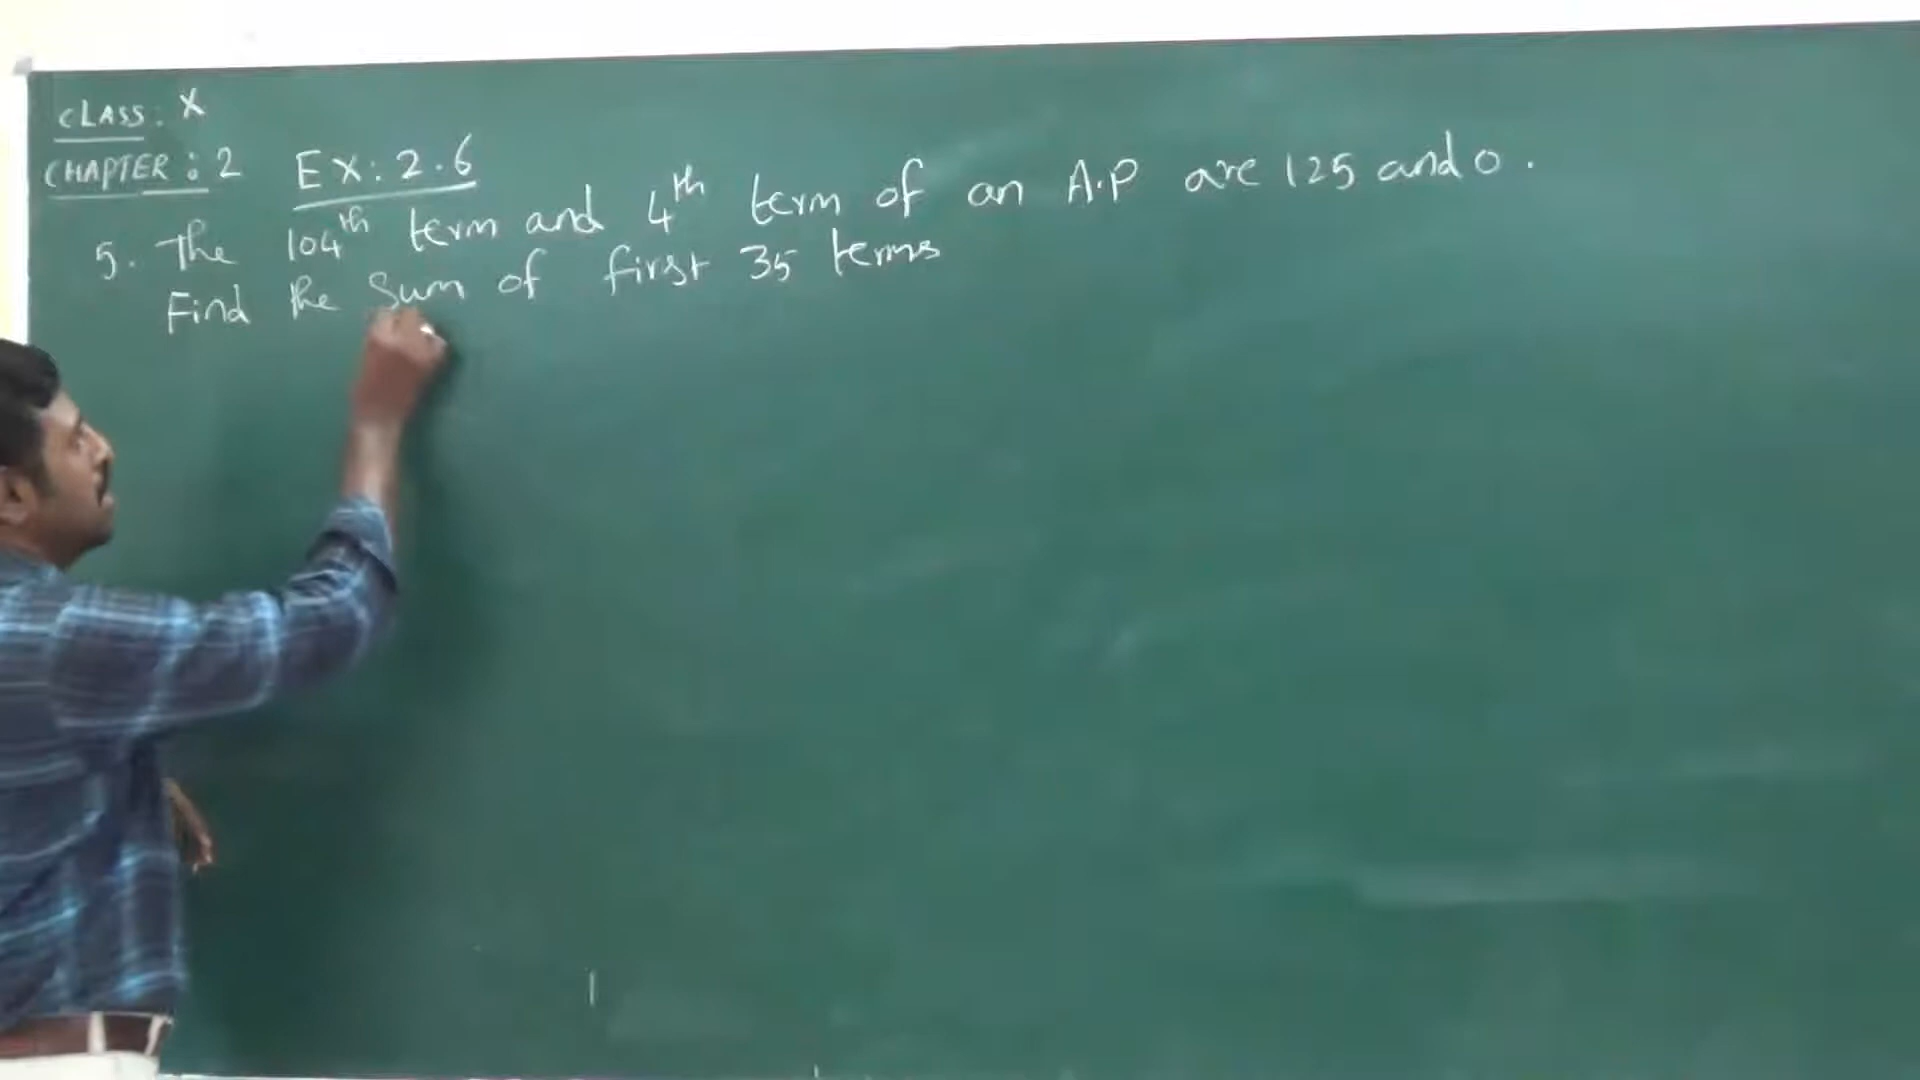 CLASS: X
CHAPTER: 2 EX: 2.6
5. The 104th term and 4th term of an A.P are 125 and 0.
Find the Sum of first 35 terms